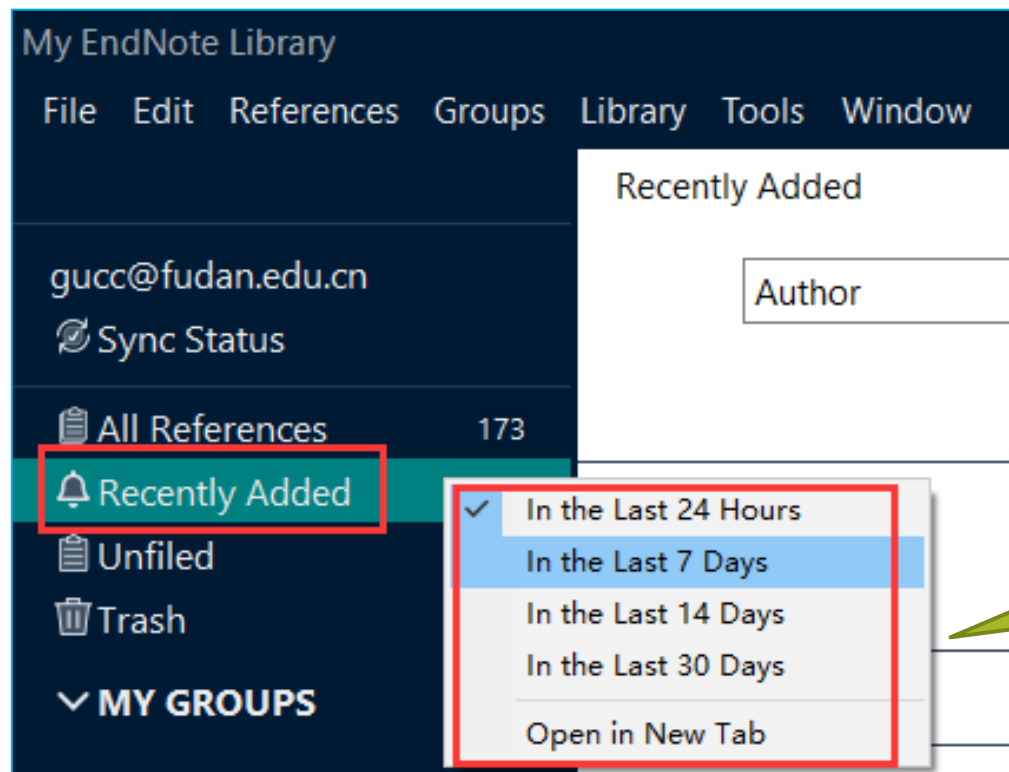 My EndNote Library
File Edit References Groups Library Tools Window
Recently Added
gucc@fudan.edu.cn
Author
Sync Status
All References 173
Recently Added
In the Last 24 Hours
Unfiled
In the Last 7 Days
Trash
In the Last 14 Days
In the Last 30 Days
MY GROUPS
Open in New Tab